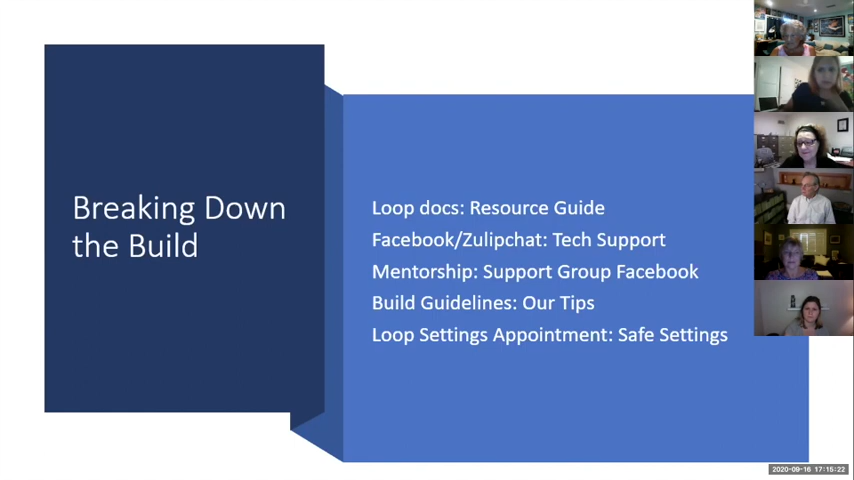 Breaking Down
the Build
Loop docs: Resource Guide
Facebook/Zulipchat: Tech Support
Mentorship: Support Group Facebook
Build Guidelines: Our Tips
Loop Settings Appointment: Safe Settings
2020-09-16 17:15:22